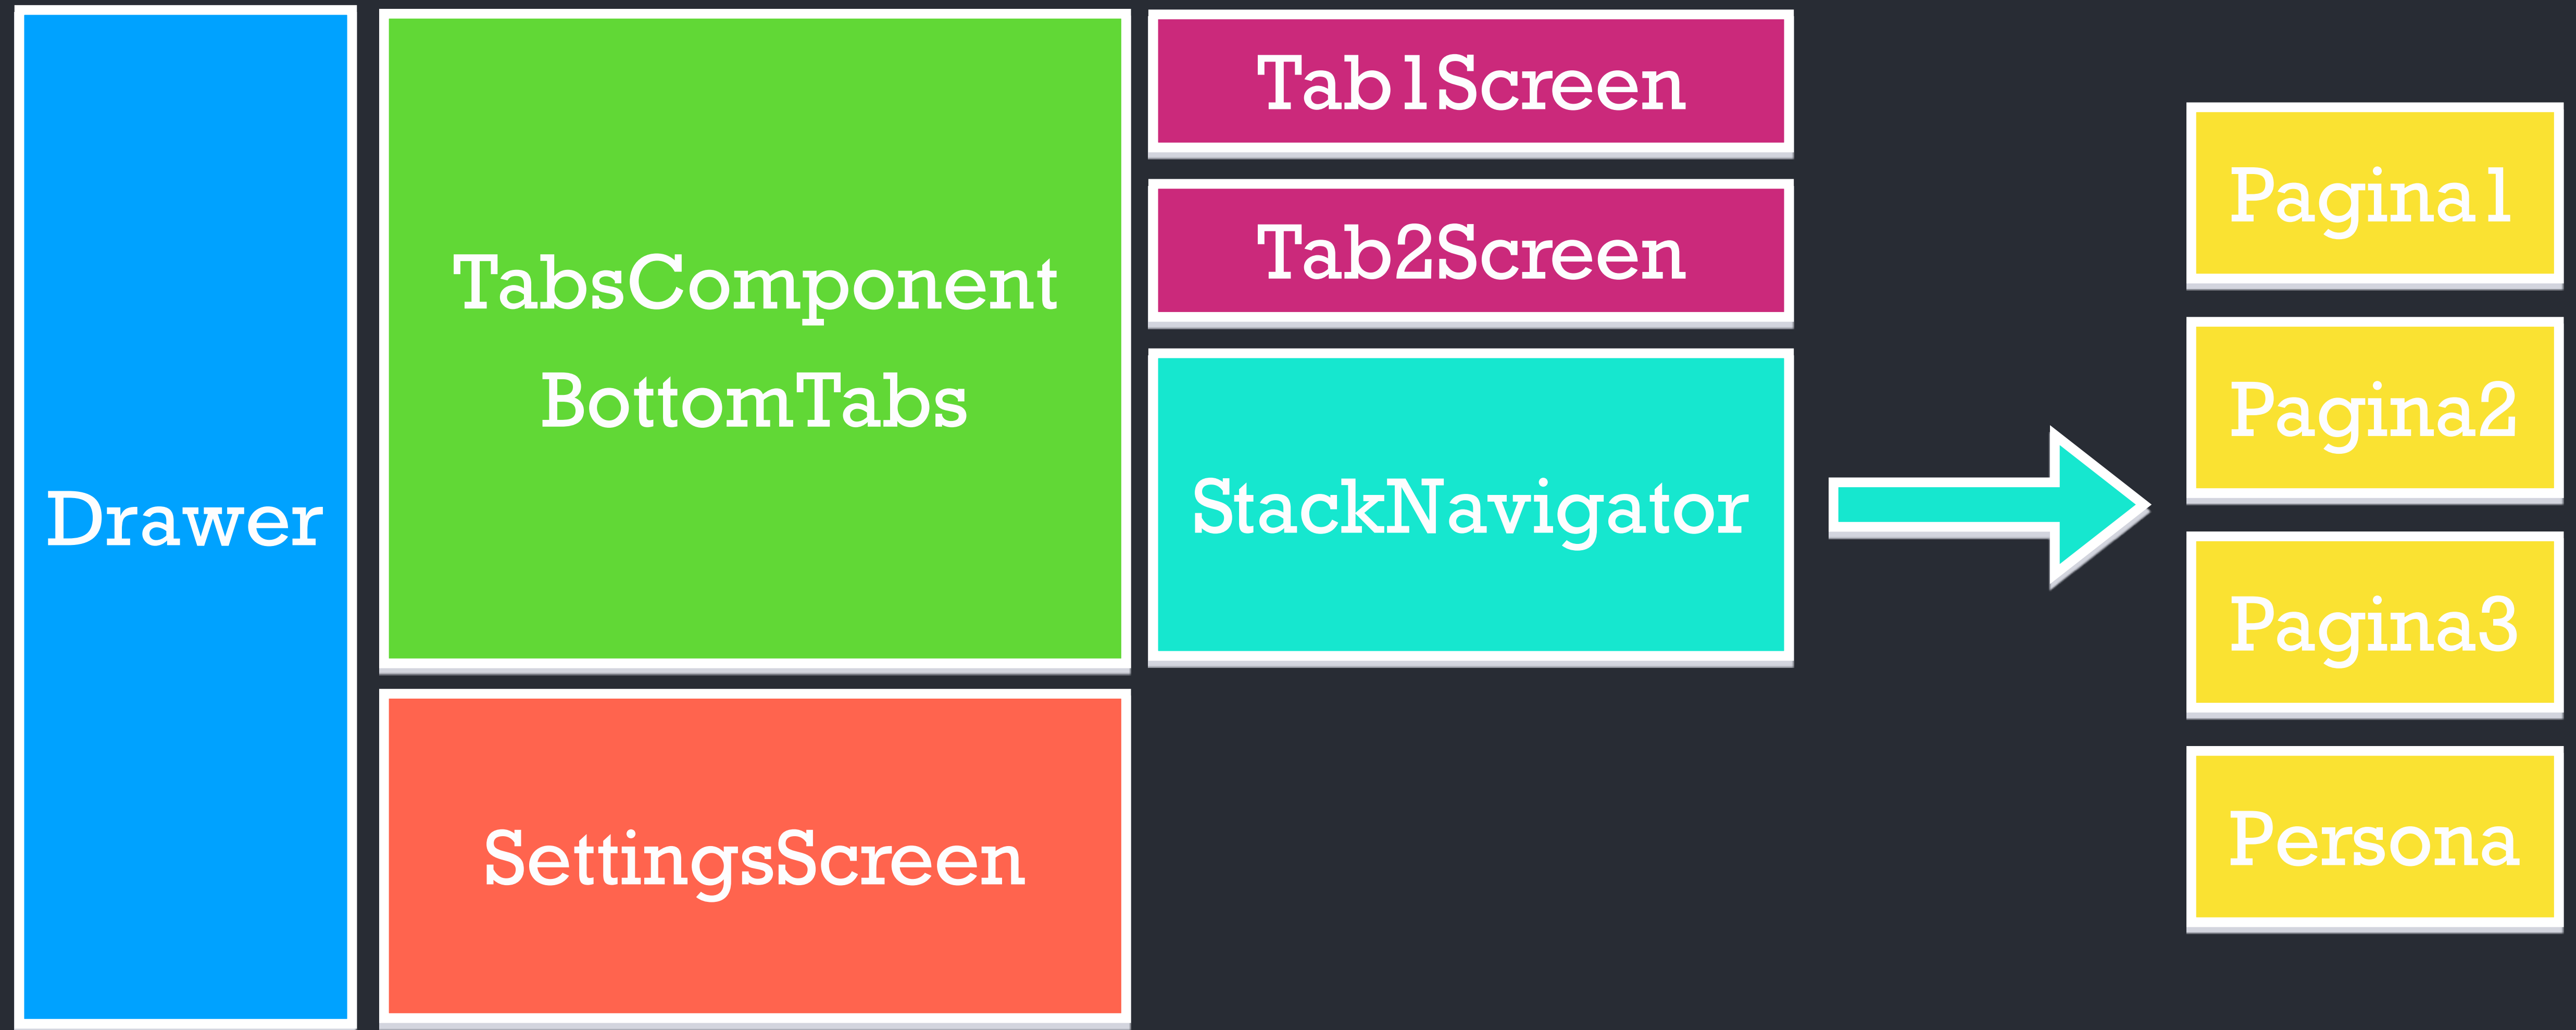 Drawer
TabsComponent
BottomTabs
SettingsScreen
Tab1Screen
Tab2Screen
StackNavigator
Pagina1
Pagina2
Pagina3
Persona